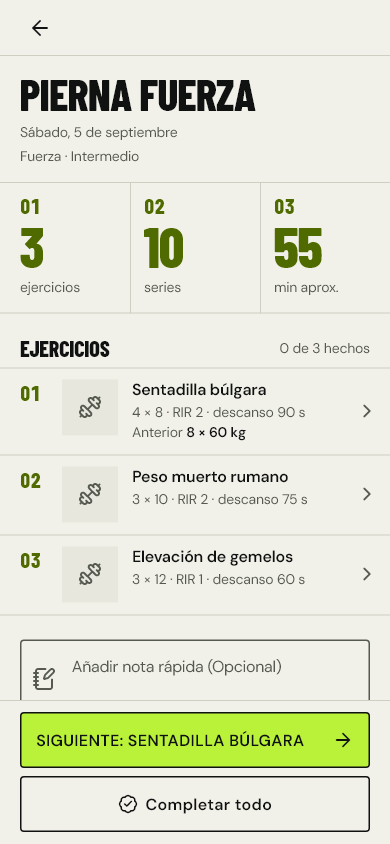 PIERNA FUERZA
Sábado, 5 de septiembre
Fuerza · Intermedio
01
3
ejercicios
02
10
series
03
55
min aprox.
EJERCICIOS
0 de 3 hechos
01
Sentadilla búlgara
4 × 8 · RIR 2 · descanso 90 s
Anterior 8 × 60 kg
02
Peso muerto rumano
3 × 10 · RIR 2 · descanso 75 s
03
Elevación de gemelos
3 × 12 · RIR 1 · descanso 60 s
Añadir nota rápida (Opcional)
SIGUIENTE: SENTADILLA BÚLGARA
Completar todo